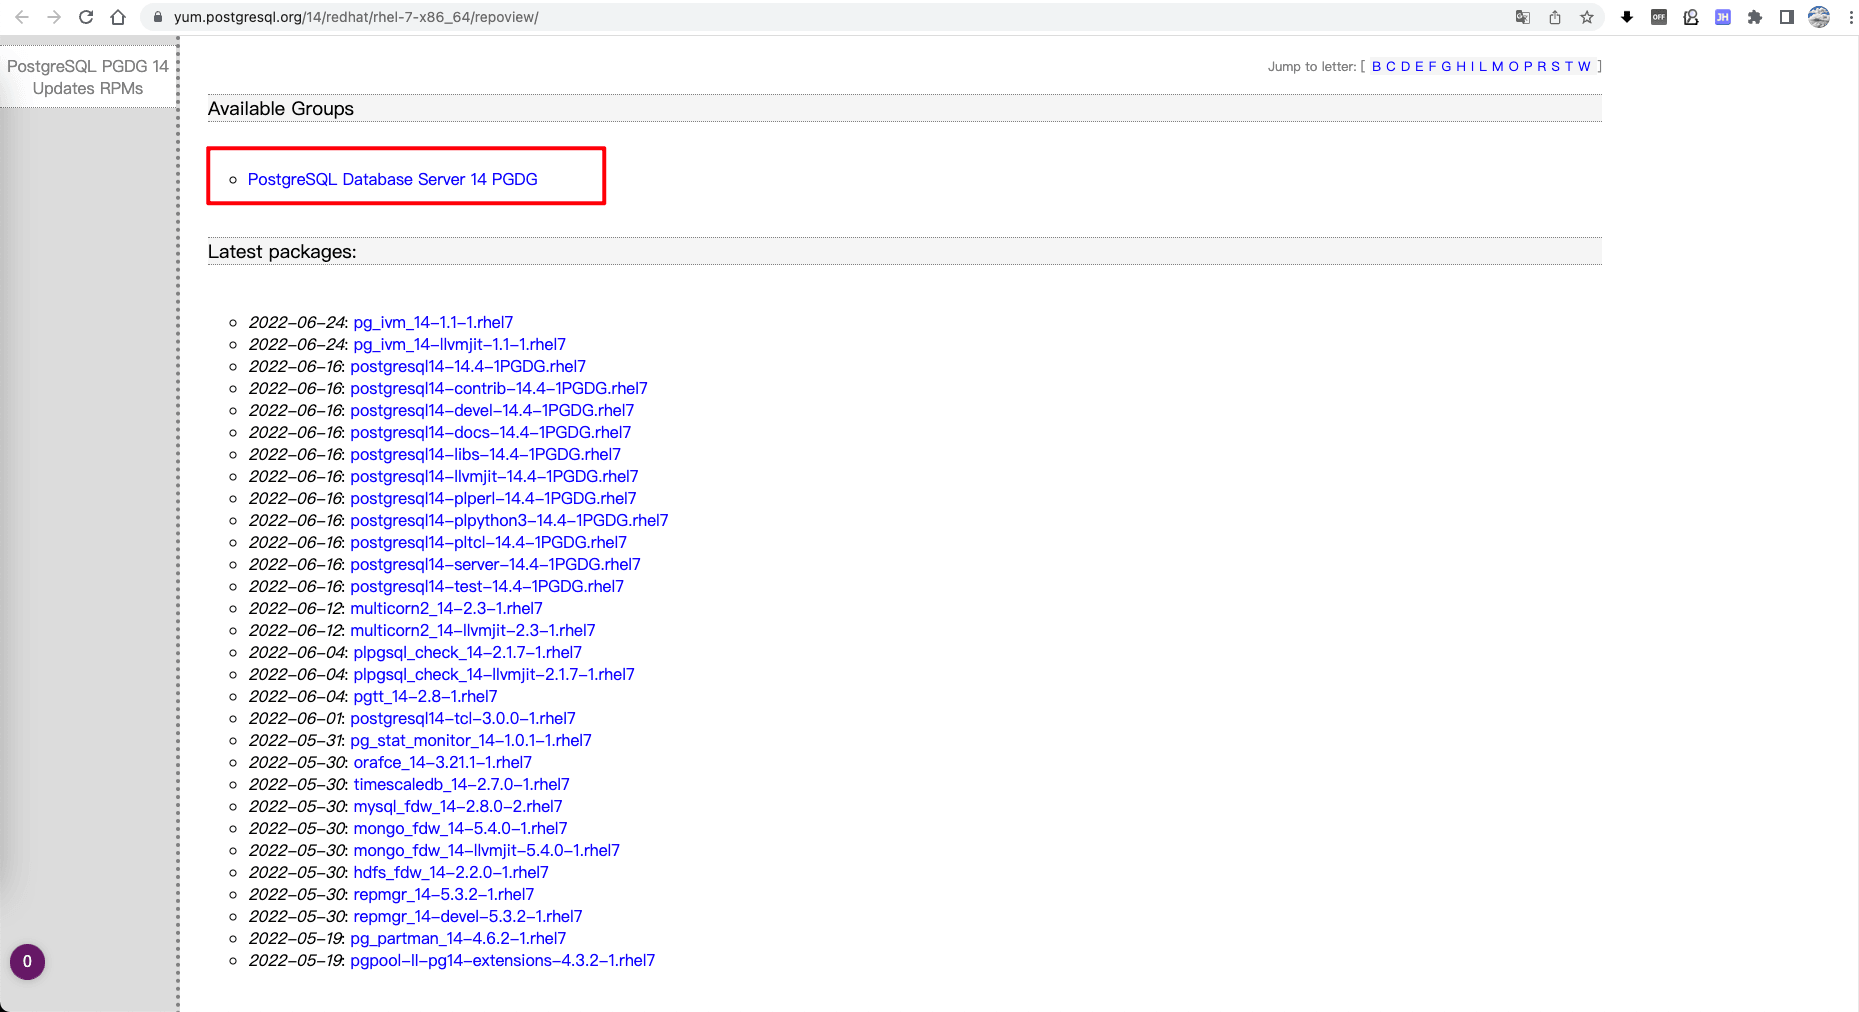 yum.postgresql.org/14/redhat/rhel-7-x86_64/repoview/
OFF
JH
PostgreSQL PGDG 14
Updates RPMs
Jump to letter: [ B C D E F G H I L M O P R S T W ]
Available Groups
PostgreSQL Database Server 14 PGDG
Latest packages:
2022-06-24: pg_ivm_14-1.1-1.rhel7
2022-06-24: pg_ivm_14-llvmjit-1.1-1.rhel7
2022-06-16: postgresql14-14.4-1PGDG.rhel7
2022-06-16: postgresql14-contrib-14.4-1PGDG.rhel7
2022-06-16: postgresql14-devel-14.4-1PGDG.rhel7
2022-06-16: postgresql14-docs-14.4-1PGDG.rhel7
2022-06-16: postgresql14-libs-14.4-1PGDG.rhel7
2022-06-16: postgresql14-llvmjit-14.4-1PGDG.rhel7
2022-06-16: postgresql14-plperl-14.4-1PGDG.rhel7
2022-06-16: postgresql14-plpython3-14.4-1PGDG.rhel7
2022-06-16: postgresql14-pltcl-14.4-1PGDG.rhel7
2022-06-16: postgresql14-server-14.4-1PGDG.rhel7
2022-06-16: postgresql14-test-14.4-1PGDG.rhel7
2022-06-12: multicorn2_14-2.3-1.rhel7
2022-06-12: multicorn2_14-llvmjit-2.3-1.rhel7
2022-06-04: plpgsql_check_14-2.1.7-1.rhel7
2022-06-04: plpgsql_check_14-llvmjit-2.1.7-1.rhel7
2022-06-04: pgtt_14-2.8-1.rhel7
2022-06-01: postgresql14-tcl-3.0.0-1.rhel7
2022-05-31: pg_stat_monitor_14-1.0.1-1.rhel7
2022-05-30: orafce_14-3.21.1-1.rhel7
2022-05-30: timescaledb_14-2.7.0-1.rhel7
2022-05-30: mysql_fdw_14-2.8.0-2.rhel7
2022-05-30: mongo_fdw_14-5.4.0-1.rhel7
2022-05-30: mongo_fdw_14-llvmjit-5.4.0-1.rhel7
2022-05-30: hdfs_fdw_14-2.2.0-1.rhel7
2022-05-30: repmgr_14-5.3.2-1.rhel7
2022-05-30: repmgr_14-devel-5.3.2-1.rhel7
2022-05-19: pg_partman_14-4.6.2-1.rhel7
2022-05-19: pgpool-II-pg14-extensions-4.3.2-1.rhel7
0